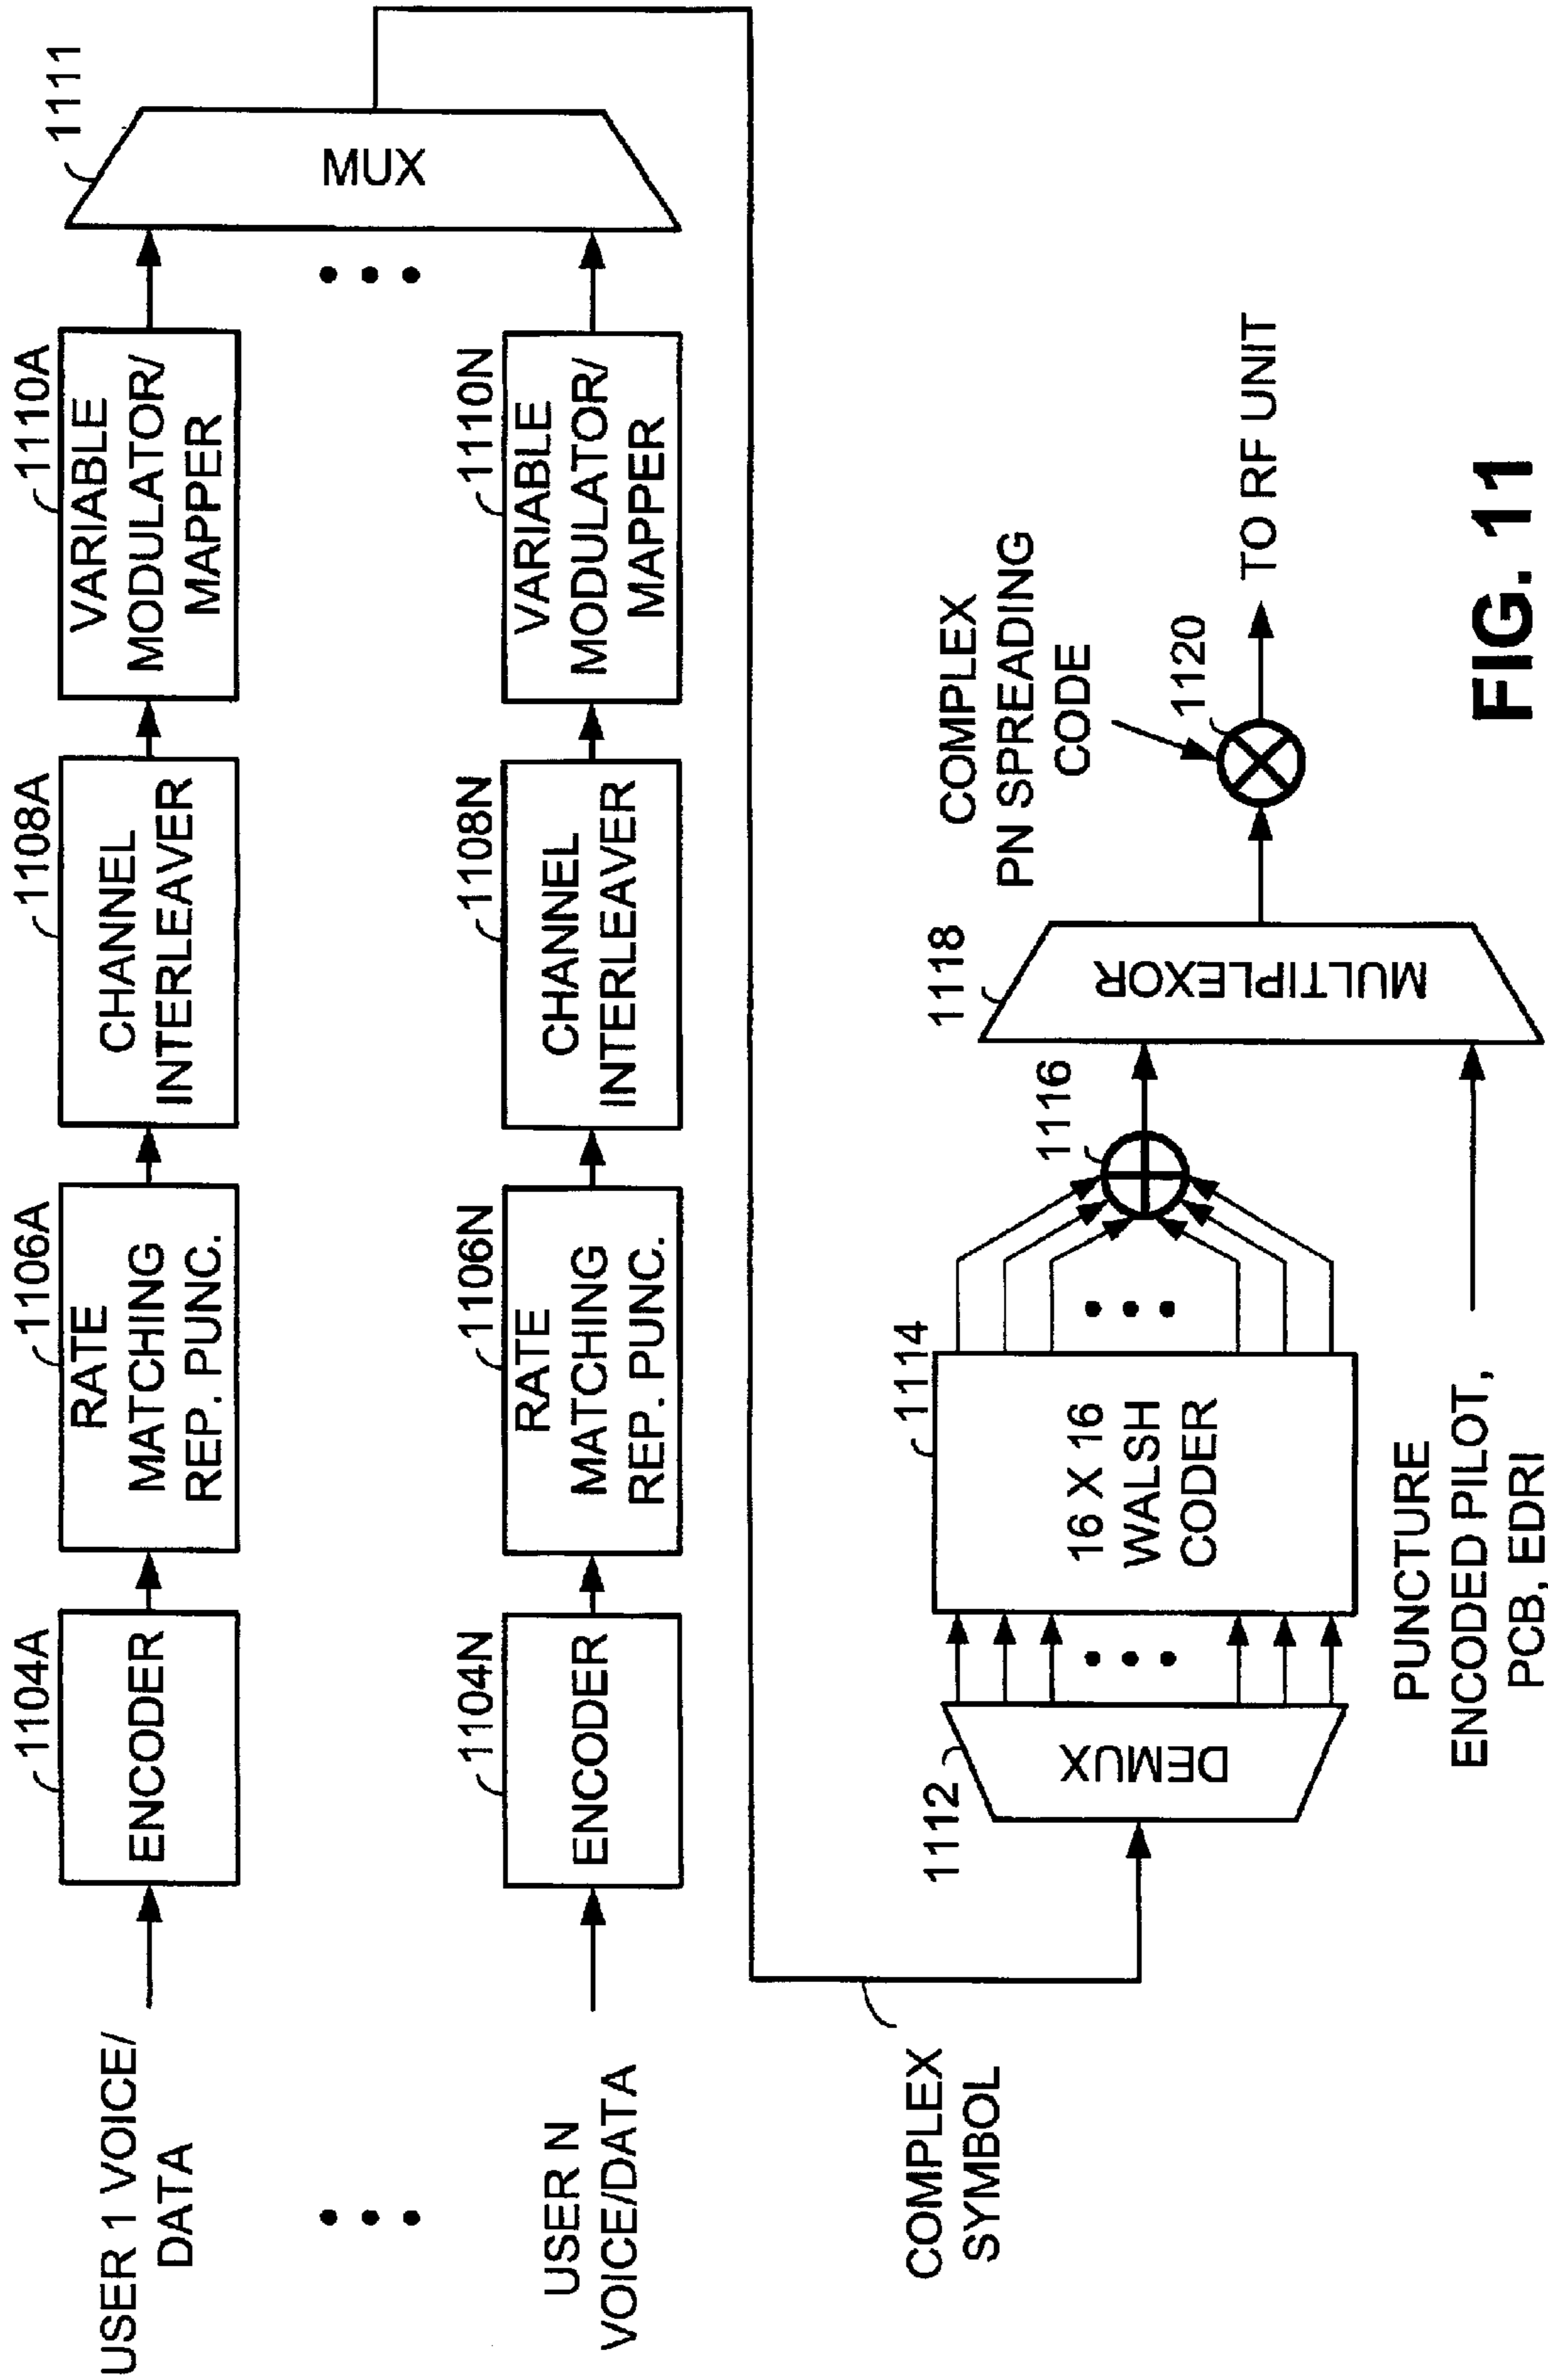 USER 1 VOICE/
DATA
1104A
ENCODER
1106A
RATE
MATCHING
REP. PUNC.
1108A
CHANNEL
INTERLEAVER
1110A
VARIABLE
MODULATOR/
MAPPER
1111
MUX
USER N
VOICE/DATA
1104N
ENCODER
1106N
RATE
MATCHING
REP. PUNC.
1108N
CHANNEL
INTERLEAVER
1110N
VARIABLE
MODULATOR/
MAPPER
COMPLEX
SYMBOL
1112
DEMUX
1114
16 X 16
WALSH
CODER
1116
1118
MULTIPLEXOR
PUNCTURE
ENCODED PILOT,
PCB, EDRI
COMPLEX
PN SPREADING
CODE
1120
TO RF UNIT
FIG. 11